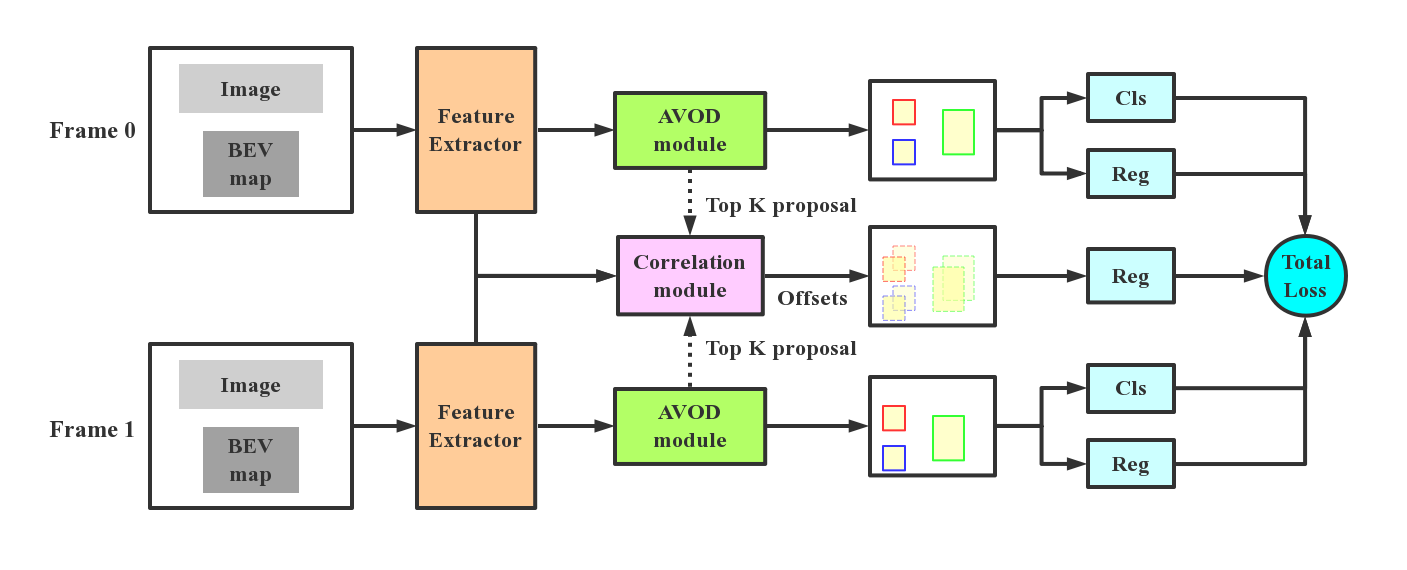 Frame 0
Image
BEV
map
Feature
Extractor
AVOD
module
Cls
Reg
Top K proposal
Correlation
module
Offsets
Reg
Total
Loss
Top K proposal
Frame 1
Image
BEV
map
Feature
Extractor
AVOD
module
Cls
Reg